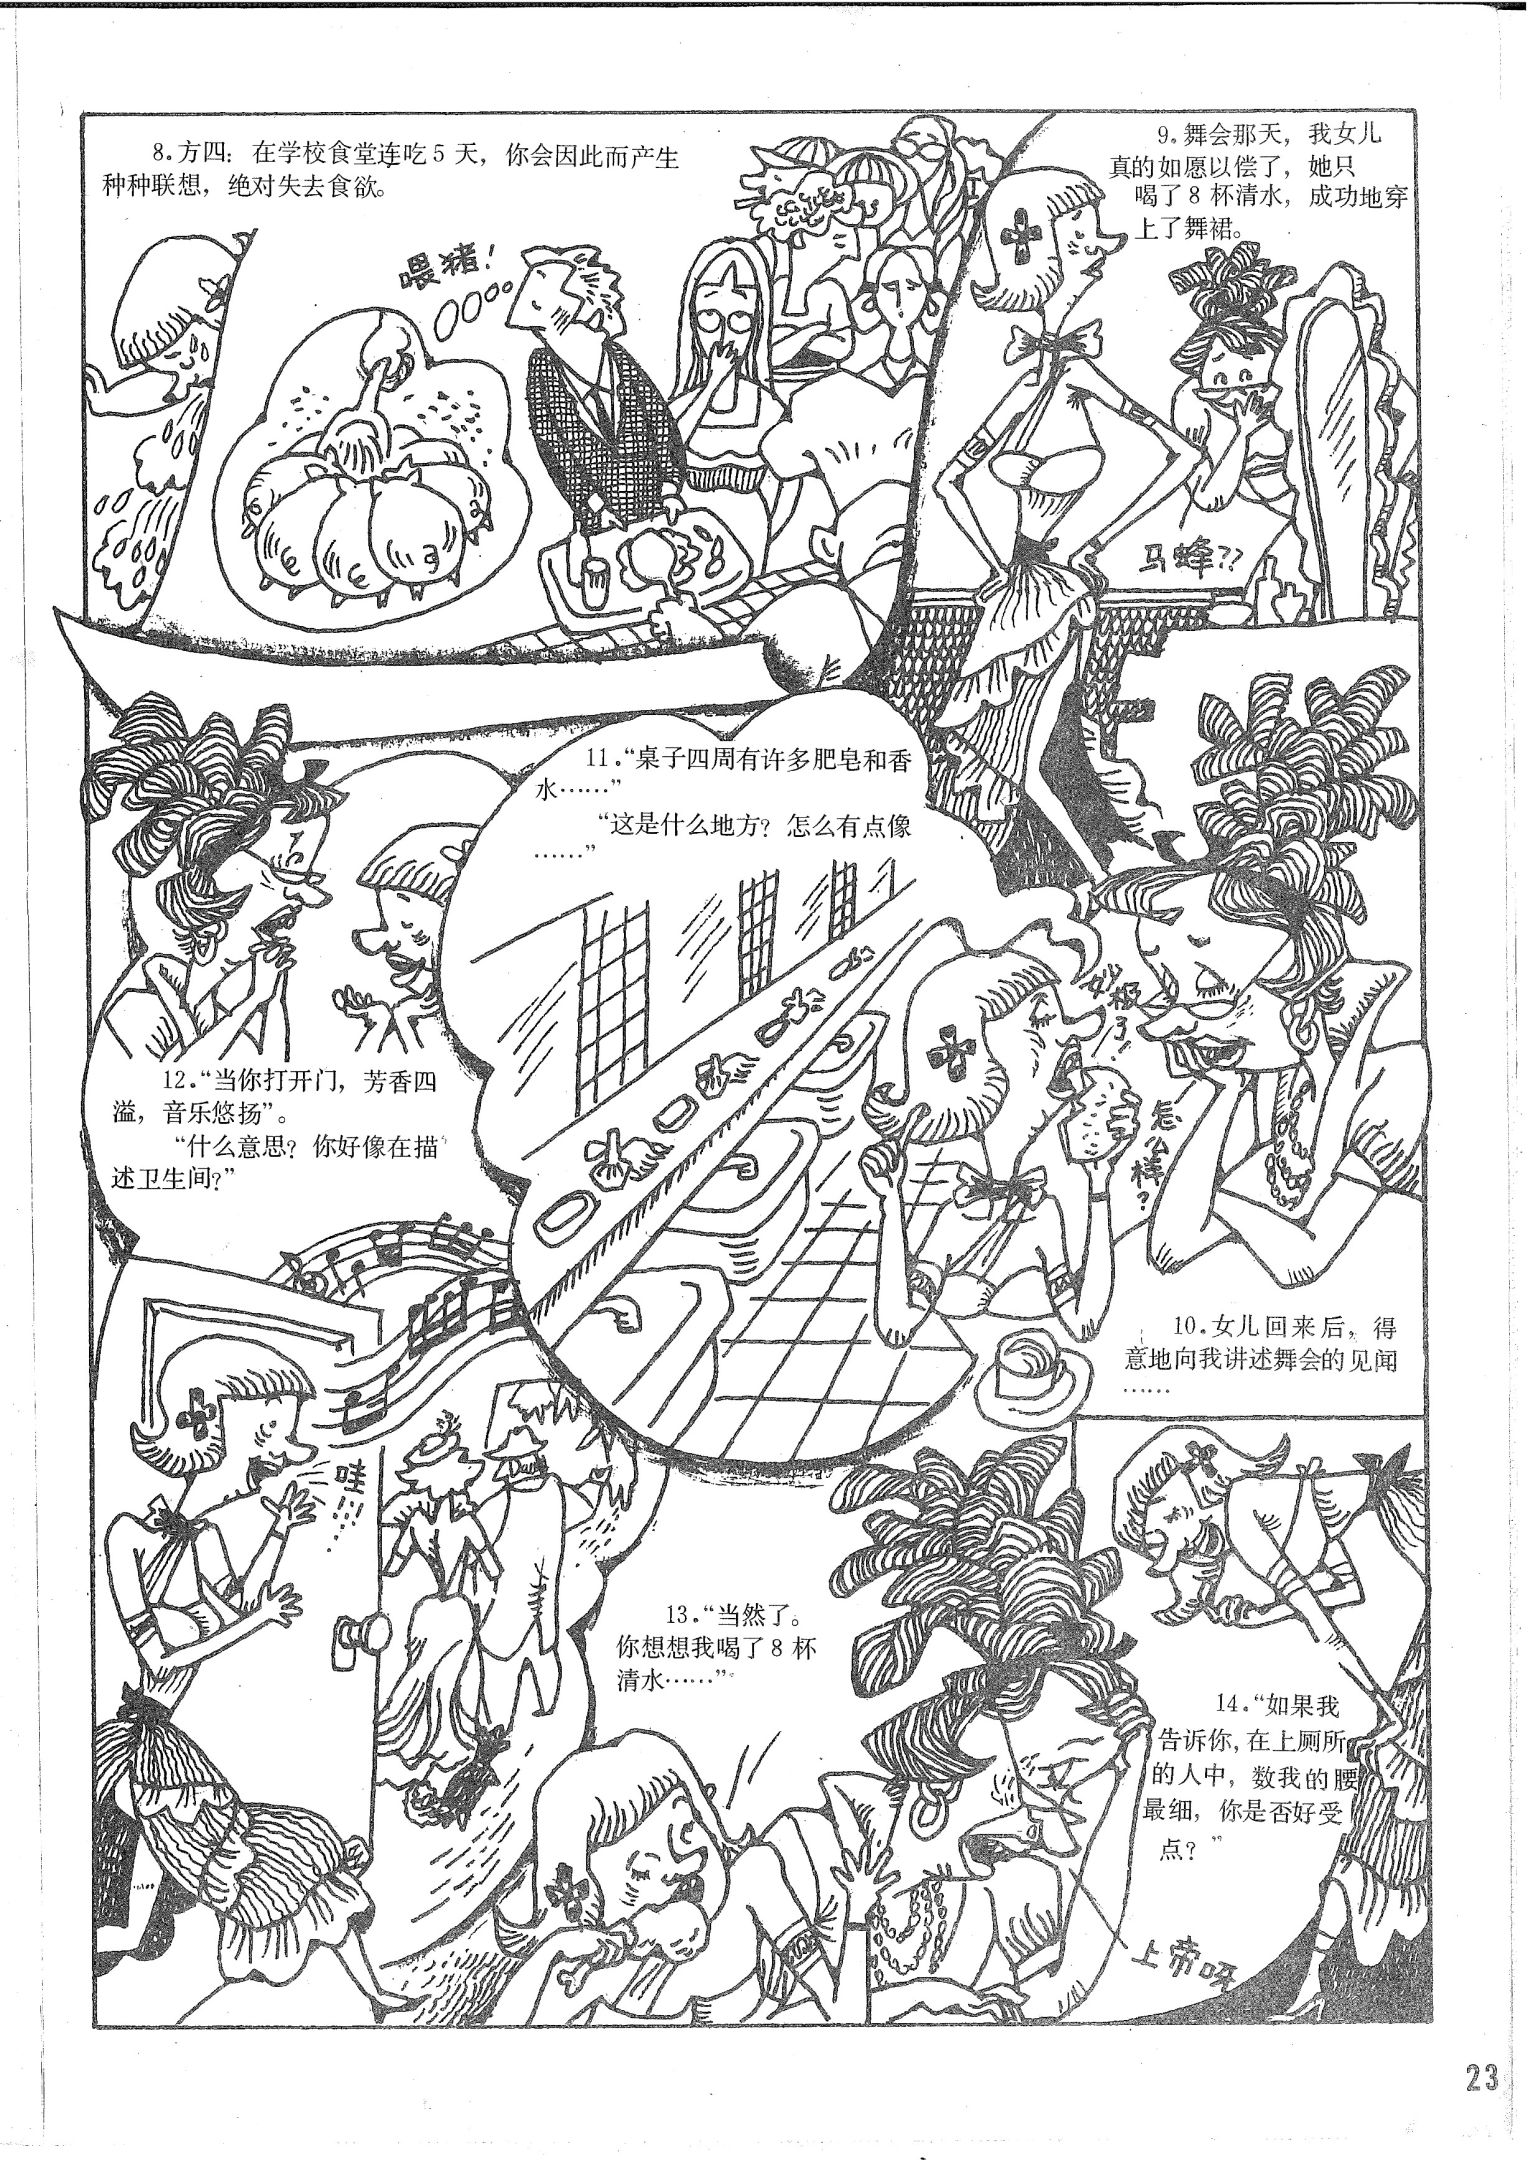 8.方四：在学校食堂连吃5天，你会因此而产生
种种联想，绝对失去食欲。
喂猪！
9.舞会那天，我女儿
真的如愿以偿了，她只
喝了8杯清水，成功地穿
上了舞裙。
马蜂??
10.女儿回来后，得
意地向我讲述舞会的见闻
……
极了!
怎么样?
11.“桌子四周有许多肥皂和香
水……”
“这是什么地方？怎么有点像
……”
12.“当你打开门，芳香四
溢，音乐悠扬”。
“什么意思？你好像在描
述卫生间？”
哇……
13.“当然了。
你想想我喝了8杯
清水……”
14.“如果我
告诉你，在上厕所
的人中，数我的腰
最细，你是否好受
点？”
上帝呀
23